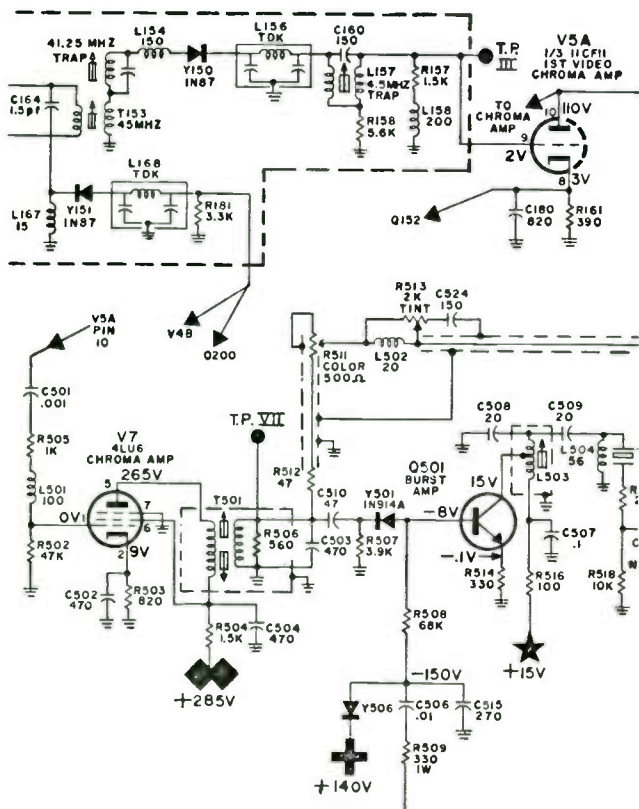 41.25 MHZ
TRAP
L154
150
Y150
1N87
L156
TDK
C160
150
L157
4.5MHZ
TRAP
R158
5.6K
R157
1.5K
L158
200
T.P.
III
V5A
1/3 11CF11
1ST VIDEO
CHROMA AMP
TO
CHROMA
AMP
10
110V
9
2V
8
3V
C164
1.5pf
T153
45MHZ
L168
TDK
L167
15
Y151
1N87
R181
3.3K
Q152
C180
820
R161
390
V4B
Q200
V5A
PIN
10
R513
2K
TINT
C524
150
R511
COLOR
500Ω
L502
20
C501
.001
R505
1K
L501
100
V7
4LU6
CHROMA AMP
265V
T.P. VII
R512
47
Q501
BURST
AMP
C508
20
C509
20
L504
56
L503
5
7
0V
1
6
2
9V
T501
R506
560
C510
47
C503
470
Y501
1N914A
R507
3.9K
-8V
15V
-.1V
R514
330
C507
.1
R502
47K
C502
470
R503
820
R504
1.5K
C504
470
R508
68K
R516
100
R518
10K
+285V
-150V
+15V
Y506
C506
.01
C515
270
R509
330
1W
+140V